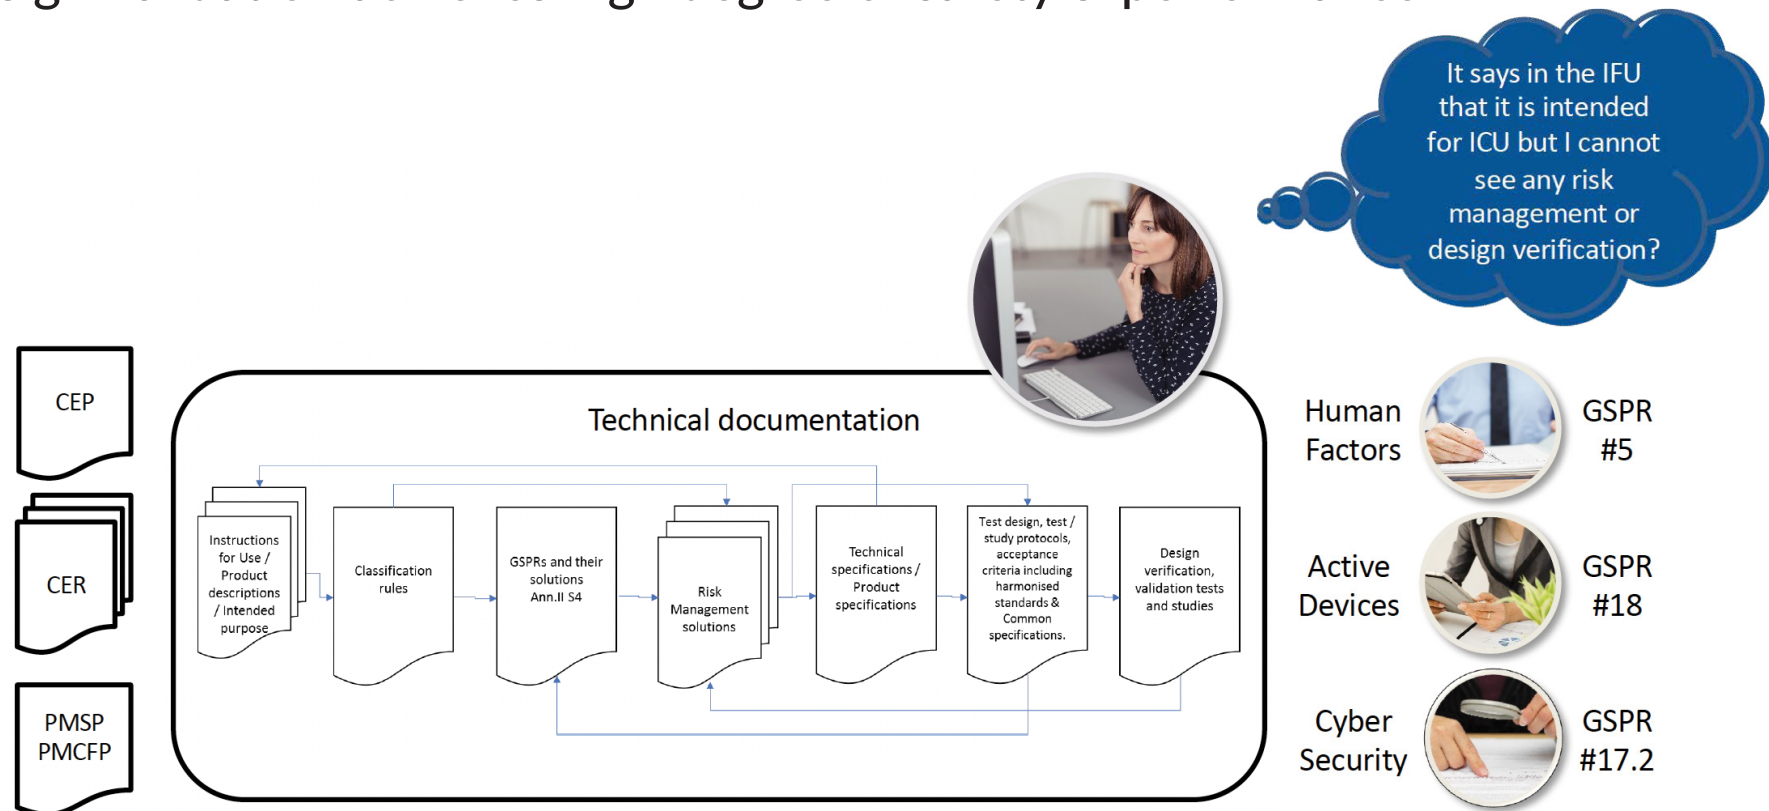 It says in the IFU
that it is intended
for ICU but I cannot
see any risk
management or
design verification?
CEP
CER
PMSP
PMCFP
Technical documentation
Instructions
for Use /
Product
descriptions
/ Intended
purpose
Classification
rules
GSPRs and their
solutions
Ann.II S4
Risk
Management
solutions
Technical
specifications /
Product
specifications
Test design, test /
study protocols,
acceptance
criteria including
harmonised
standards &
Common
specifications.
Design
verification,
validation tests
and studies
Human
Factors
GSPR
#5
Active
Devices
GSPR
#18
Cyber
Security
GSPR
#17.2